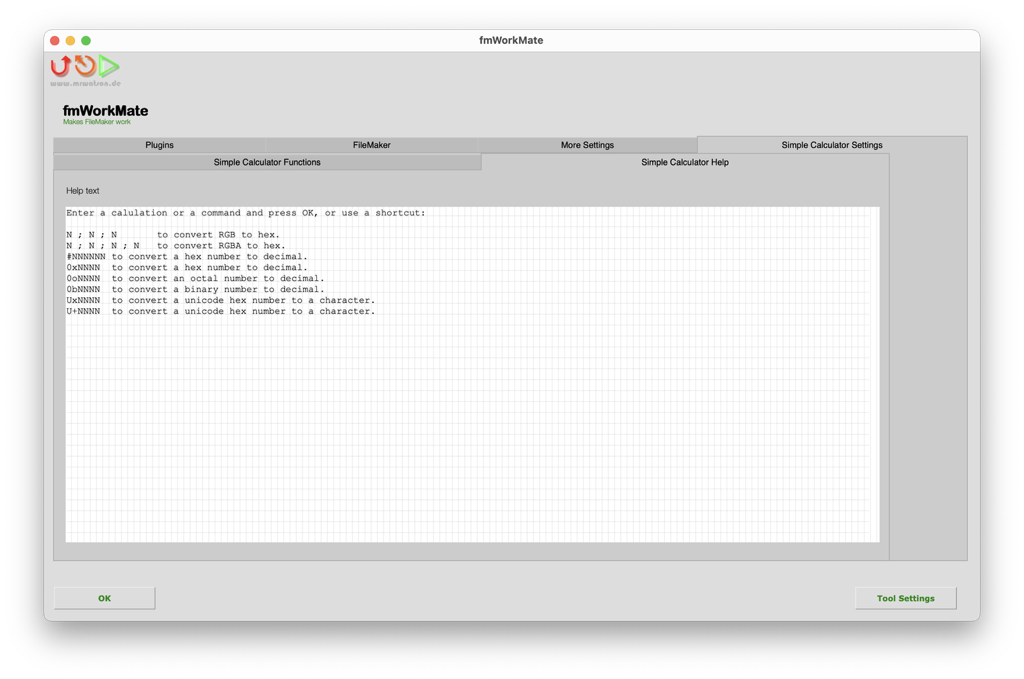 fmWorkMate
www.mrwatson.de
fmWorkMate
Makes FileMaker work
Plugins FileMaker More Settings Simple Calculator Settings
Simple Calculator Functions Simple Calculator Help
Help text
Enter a calulation or a command and press OK, or use a shortcut:
N ; N ; N to convert RGB to hex.
N ; N ; N ; N to convert RGBA to hex.
#NNNNNN to convert a hex number to decimal.
0xNNNN to convert a hex number to decimal.
0oNNNN to convert an octal number to decimal.
0bNNNN to convert a binary number to decimal.
UxNNNN to convert a unicode hex number to a character.
U+NNNN to convert a unicode hex number to a character.
OK Tool Settings